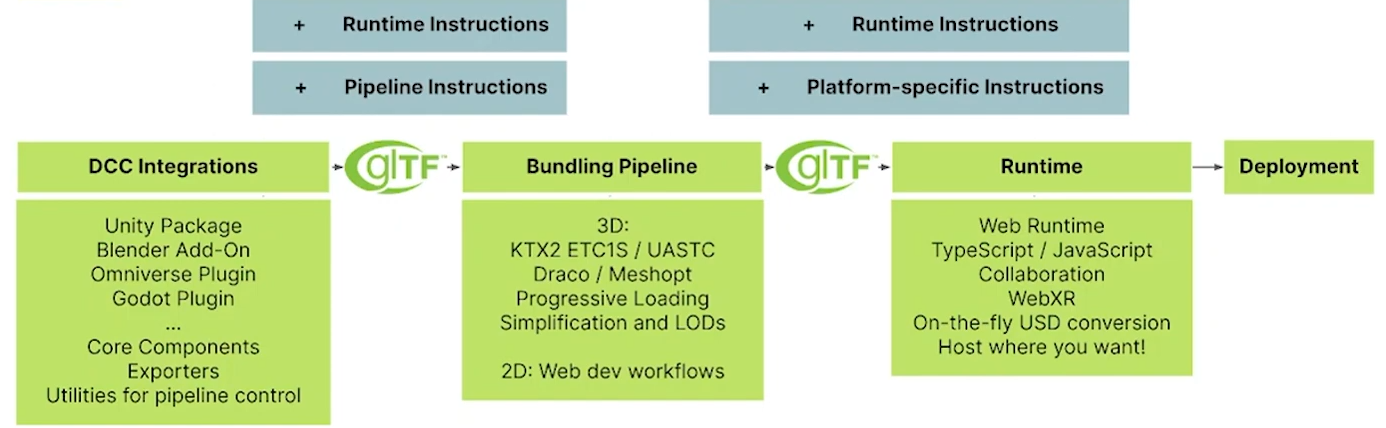 + Runtime Instructions
+ Runtime Instructions
+ Pipeline Instructions
+ Platform-specific Instructions
DCC Integrations
glTF™
Bundling Pipeline
glTF™
Runtime
Deployment
Unity Package
Blender Add-On
Omniverse Plugin
Godot Plugin
...
Core Components
Exporters
Utilities for pipeline control
3D:
KTX2 ETC1S / UASTC
Draco / Meshopt
Progressive Loading
Simplification and LODs
2D: Web dev workflows
Web Runtime
TypeScript / JavaScript
Collaboration
WebXR
On-the-fly USD conversion
Host where you want!